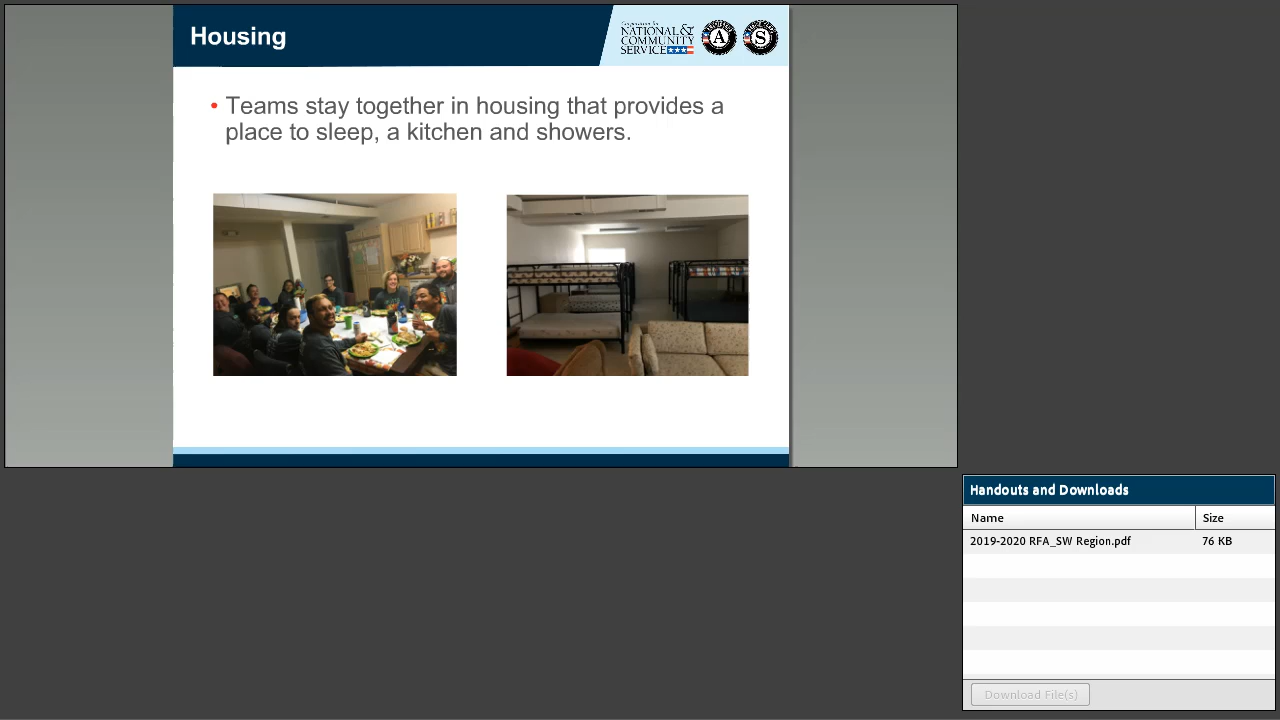 Housing
Corporation for
NATIONAL &
COMMUNITY
SERVICE
A
S
• Teams stay together in housing that provides a
place to sleep, a kitchen and showers.
Handouts and Downloads
Name Size
2019-2020 RFA_SW Region.pdf 76 KB
Download File(s)